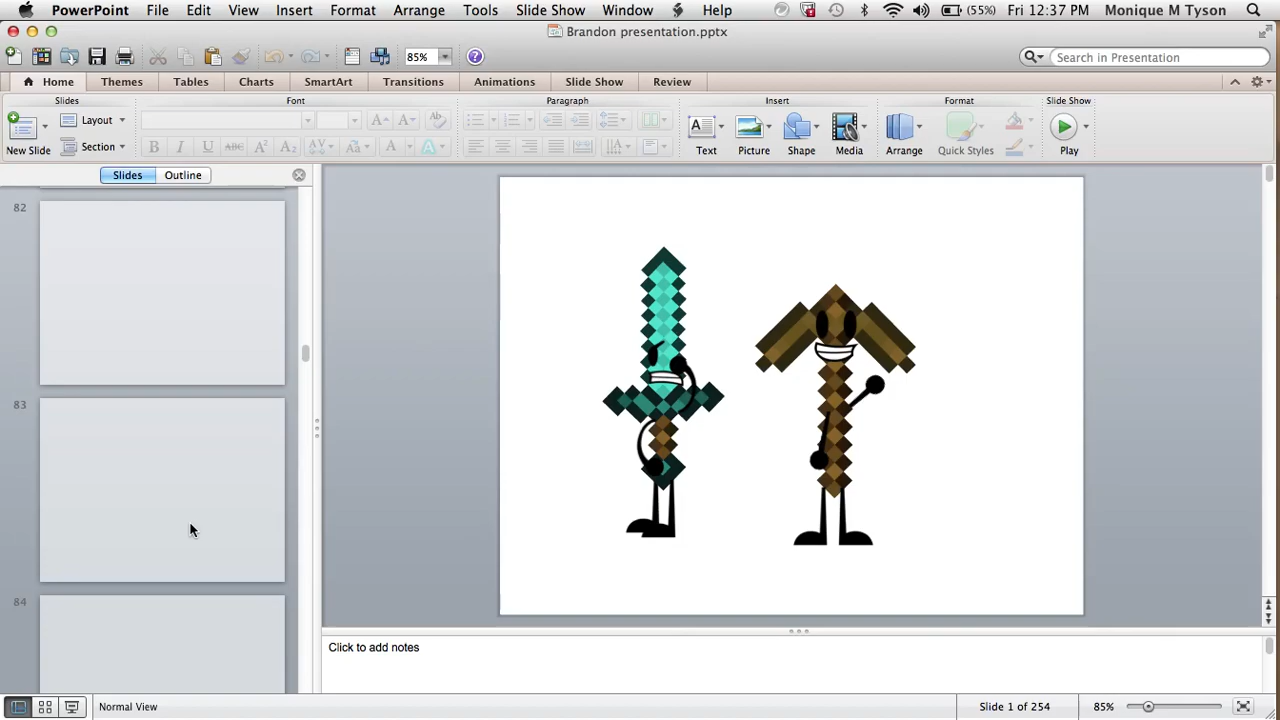 PowerPoint File Edit View Insert Format Arrange Tools Slide Show Window Help (55%) Fri 12:37 PM Monique M Tyson
Brandon presentation.pptx
85% Search in Presentation
Home Themes Tables Charts SmartArt Transitions Animations Slide Show Review
Slides Font Paragraph Insert Format Slide Show
New Slide Layout Section Text Picture Shape Media Arrange Quick Styles Play
Slides Outline
82
83
84
Click to add notes
Normal View Slide 1 of 254 85%